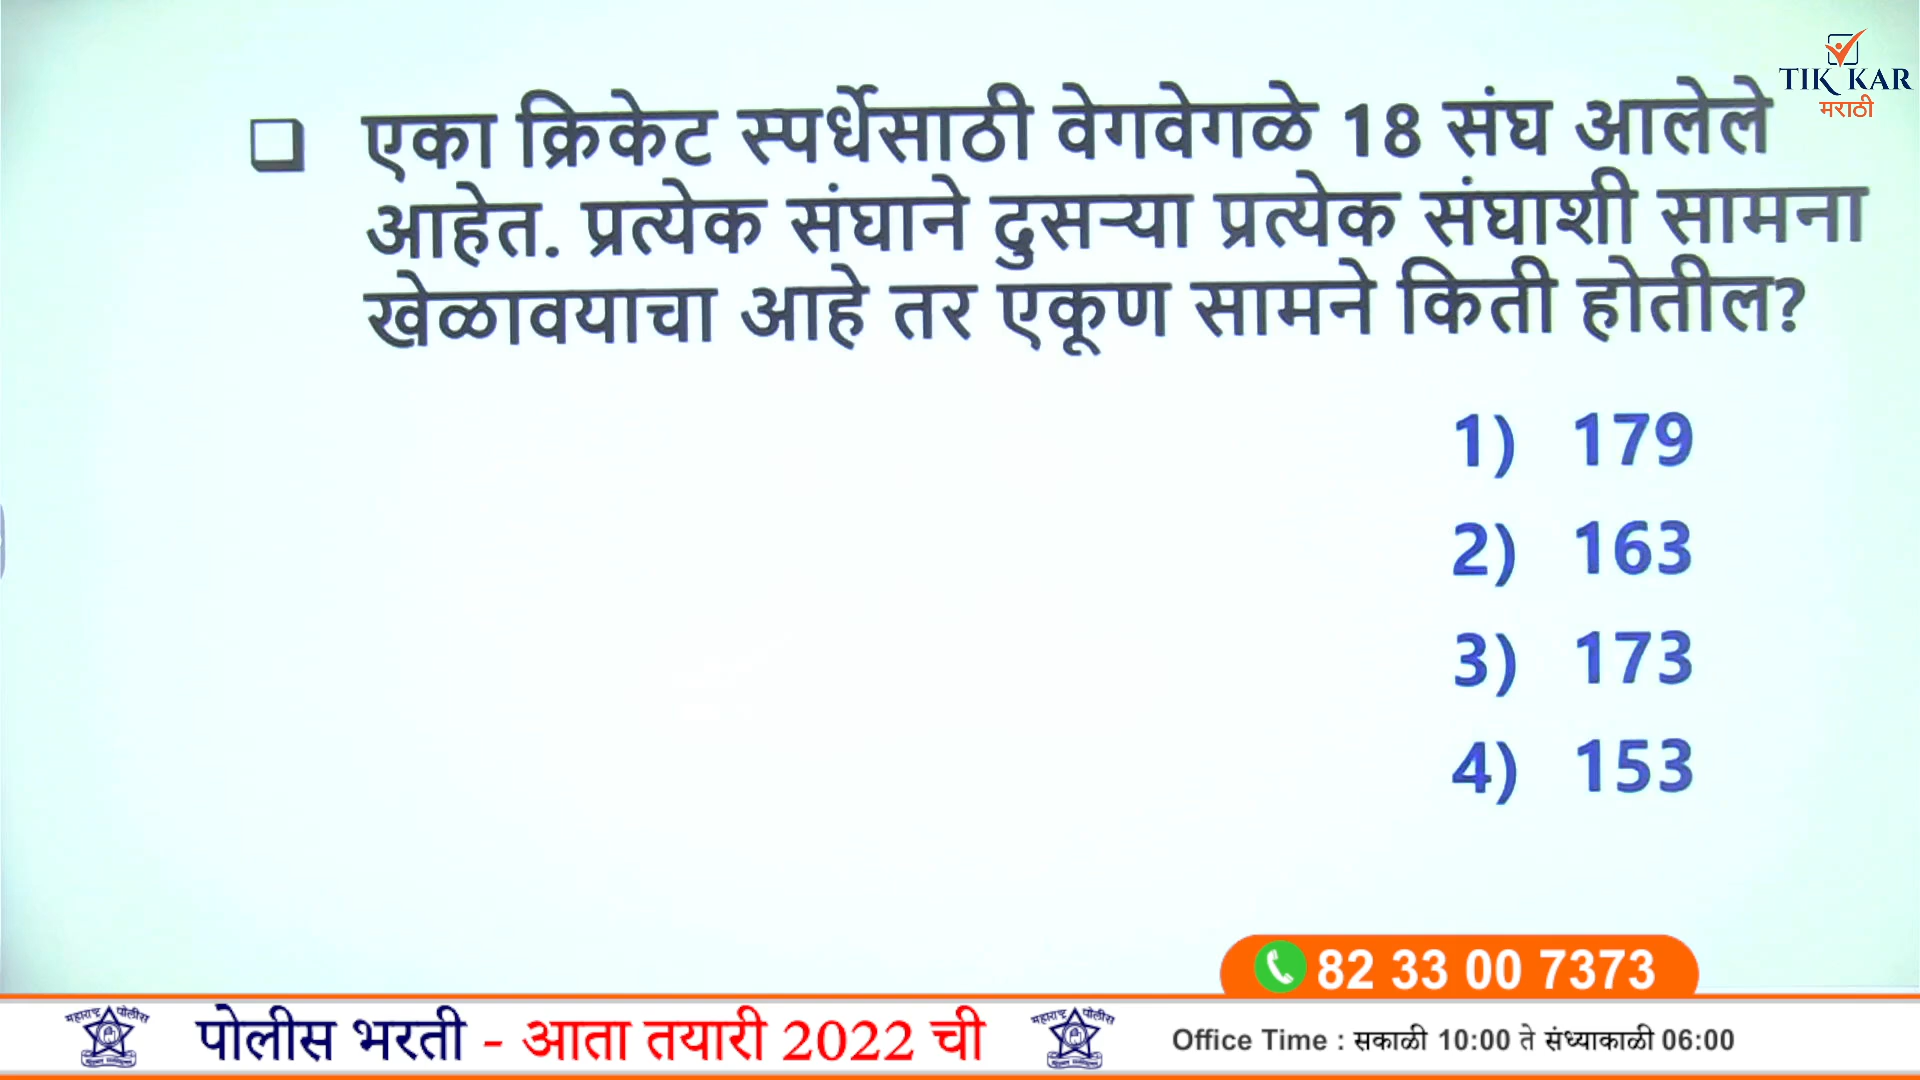 TIK KAR
मराठी
❑ एका क्रिकेट स्पर्धेसाठी वेगवेगळे 18 संघ आलेले
आहेत. प्रत्येक संघाने दुसऱ्या प्रत्येक संघाशी सामना
खेळावयाचा आहे तर एकूण सामने किती होतील?
1) 179
2) 163
3) 173
4) 153
82 33 00 7373
महाराष्ट्र पोलीस
पोलीस भरती - आता तयारी 2022 ची
महाराष्ट्र पोलीस
Office Time : सकाळी 10:00 ते संध्याकाळी 06:00